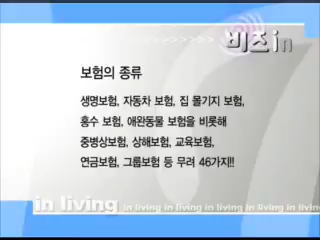 비즈 in
보험의 종류
생명보험, 자동차 보험, 집 몰기지 보험,
홍수 보험, 애완동물 보험을 비롯해
중병상보험, 상해보험, 교육보험,
연금보험, 그룹보험 등 무려 46가지!!
in living in living in living in living in living in living